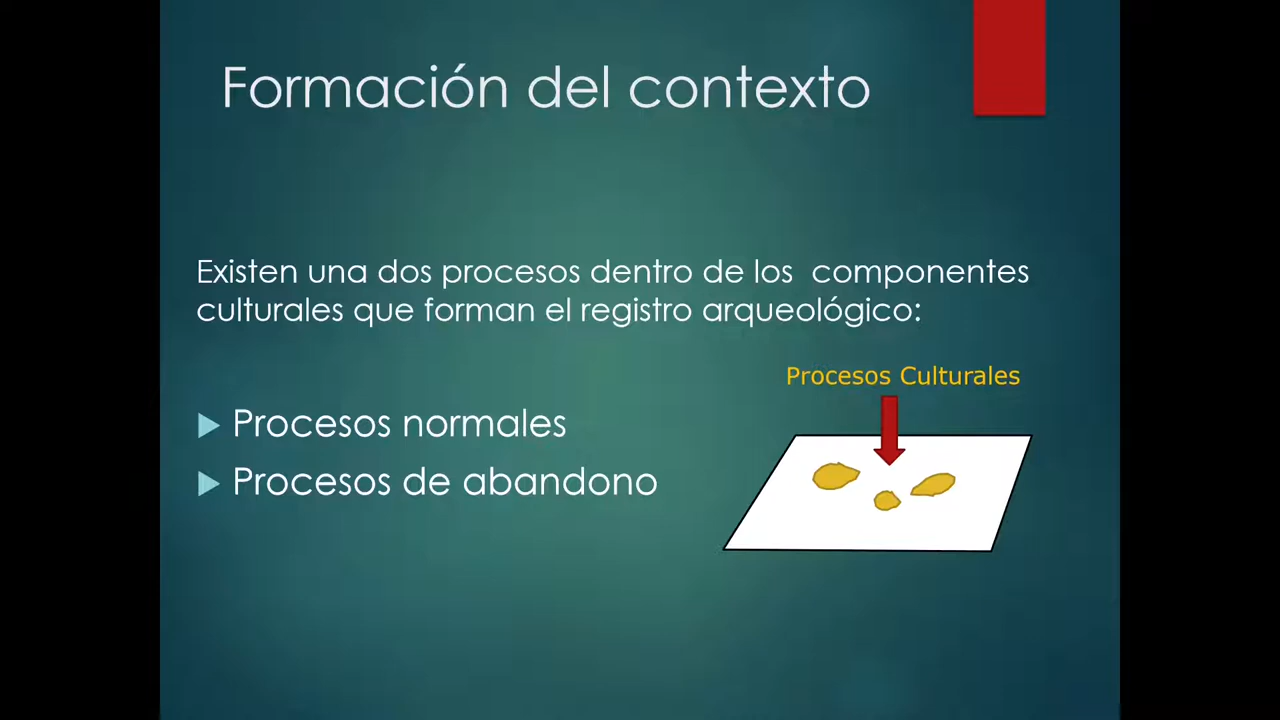 Formación del contexto
Existen una dos procesos dentro de los componentes
culturales que forman el registro arqueológico:
Procesos Culturales
Procesos normales
Procesos de abandono